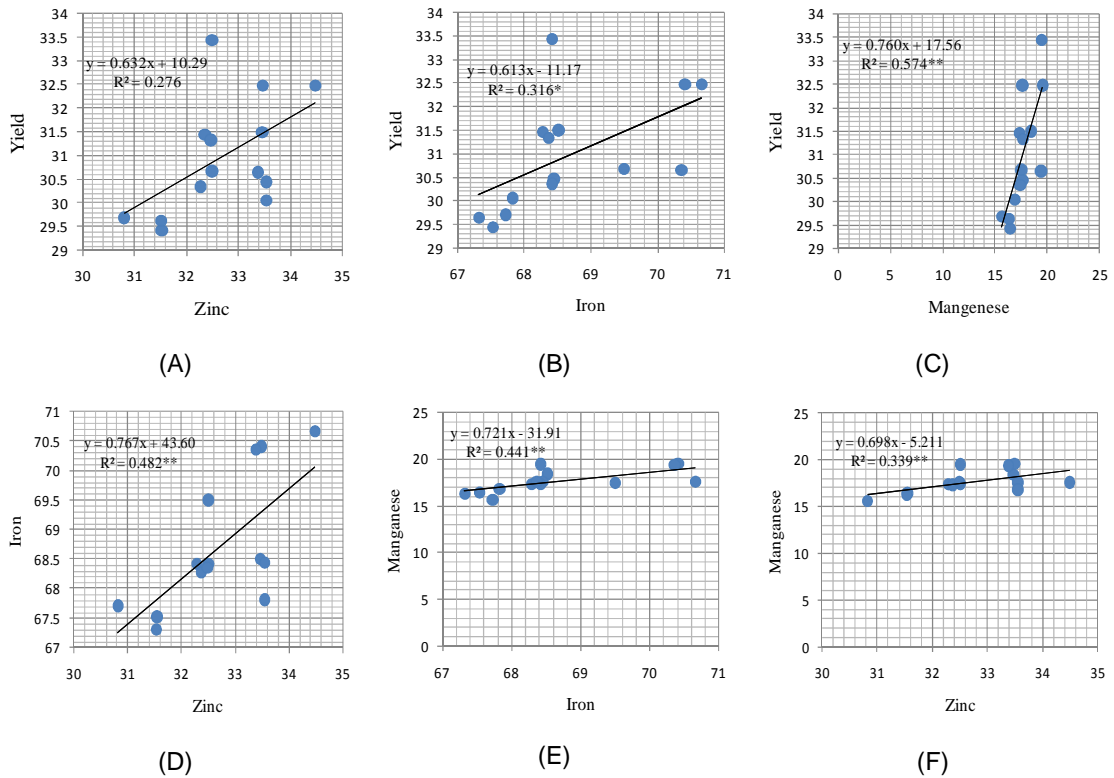 34
33.5
33
32.5
32
31.5
31
30.5
30
29.5
29
y = 0.632x + 10.29
R² = 0.276
Yield
30 31 32 33 34 35
Zinc
(A)
34
33.5
33
32.5
32
31.5
31
30.5
30
29.5
29
y = 0.613x - 11.17
R² = 0.316*
Yield
67 68 69 70 71
Iron
(B)
34
33.5
33
32.5
32
31.5
31
30.5
30
29.5
29
y = 0.760x + 17.56
R² = 0.574**
Yield
0 5 10 15 20 25
Mangenese
(C)
71
70.5
70
69.5
69
68.5
68
67.5
67
y = 0.767x + 43.60
R² = 0.482**
Iron
30 31 32 33 34 35
Zinc
(D)
25
20
15
10
5
0
y = 0.721x - 31.91
R² = 0.441**
Manganese
67 68 69 70 71
Iron
(E)
25
20
15
10
5
0
y = 0.698x - 5.211
R² = 0.339**
Manganese
30 31 32 33 34 35
Zinc
(F)